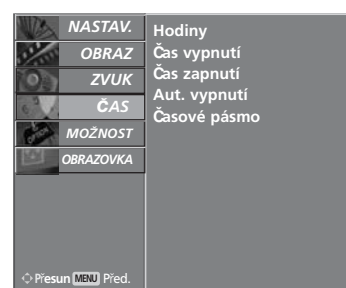 NASTAV.
OBRAZ
ZVUK
ČAS
MOŽNOST
OBRAZOVKA
Přesun MENU Před.
Hodiny
Čas vypnutí
Čas zapnutí
Aut. vypnutí
Časové pásmo